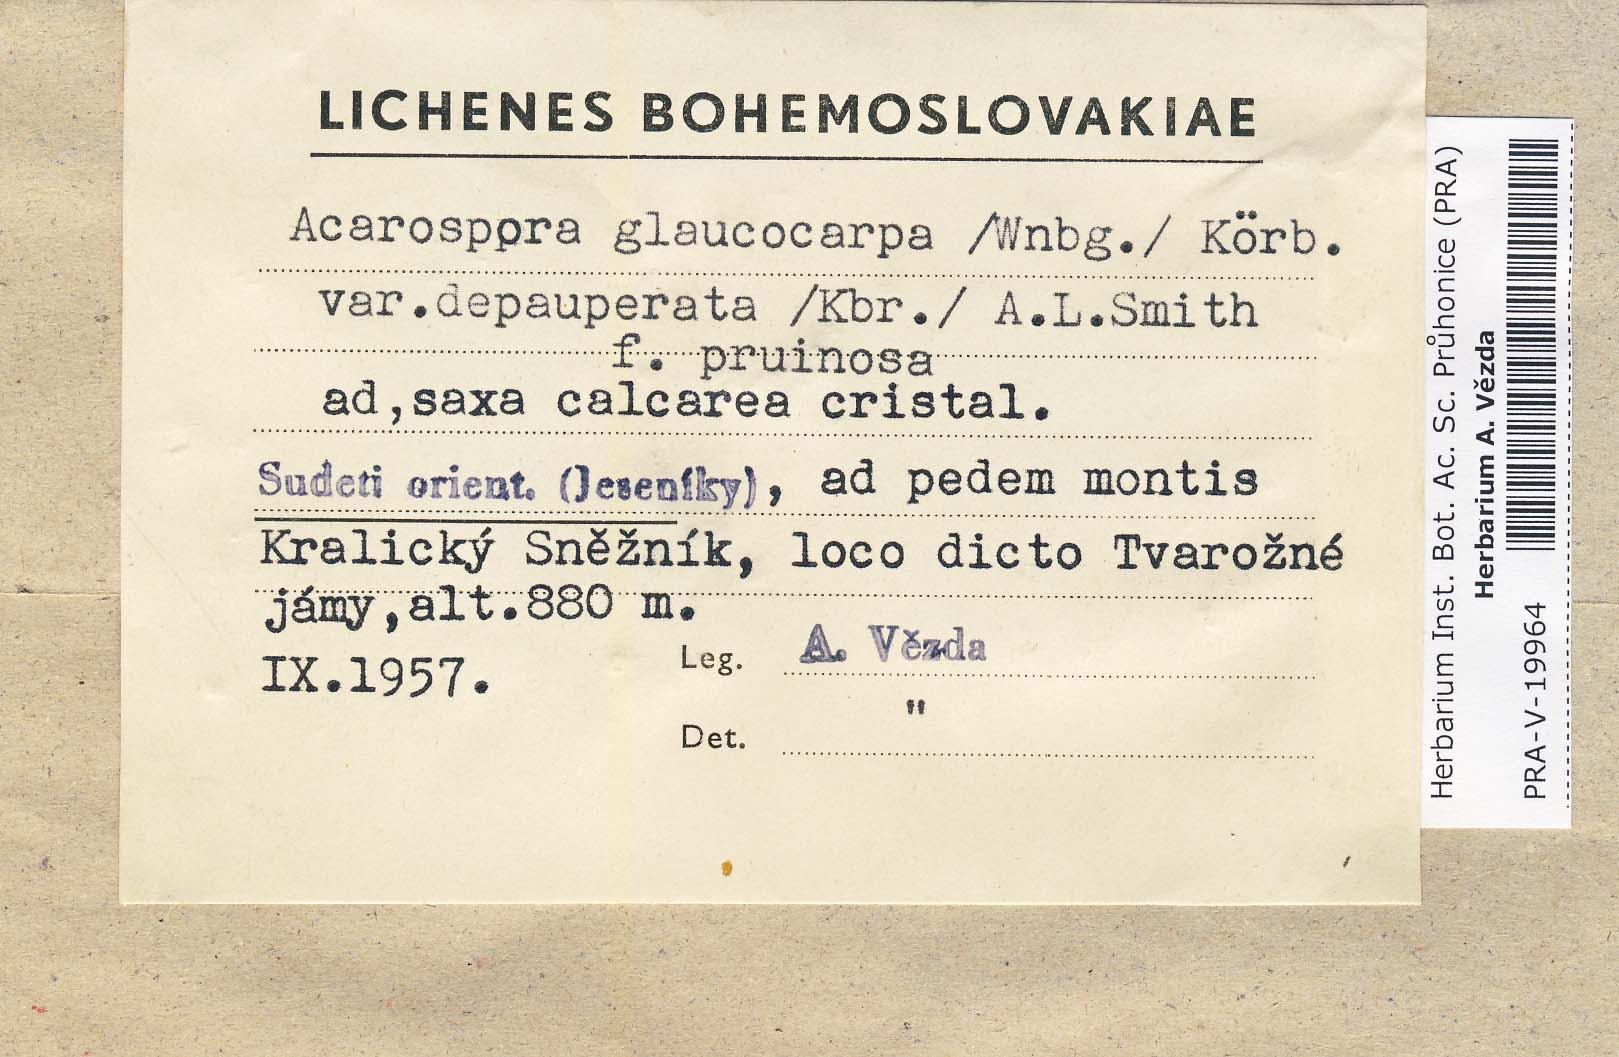 LICHENES BOHEMOSLOVAKIAE
Acarospora glaucocarpa /Wnbg./ Körb.
var.depauperata /Kbr./ A.L.Smith
f. pruinosa
ad,saxa calcarea cristal.
Sudeti orient. (Jeseníky), ad pedem montis
Kralický Sněžník, loco dicto Tvarožné
jámy,alt.880 m.
IX.1957.
Leg. A. Vězda
Det. "
Herbarium Inst. Bot. Ac. Sc. Průhonice (PRA)
Herbarium A. Vězda
PRA-V-19964